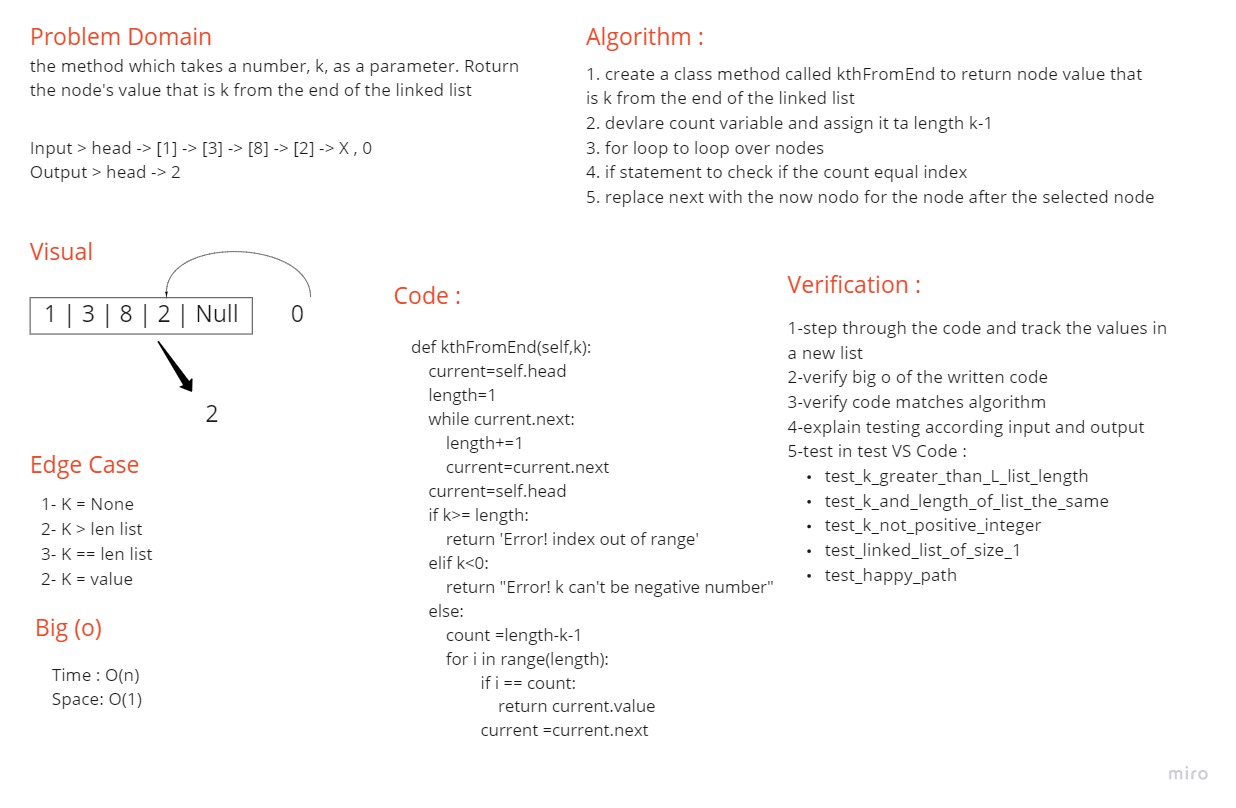 Problem Domain
the method which takes a number, k, as a parameter. Roturn
the node's value that is k from the end of the linked list
Input > head -> [1] -> [3] -> [8] -> [2] -> X , 0
Output > head -> 2
Algorithm :
1. create a class method called kthFromEnd to return node value that
is k from the end of the linked list
2. devlare count variable and assign it ta length k-1
3. for loop to loop over nodes
4. if statement to check if the count equal index
5. replace next with the now nodo for the node after the selected node
Visual
1 | 3 | 8 | 2 | Null 0
2
Edge Case
1- K = None
2- K > len list
3- K == len list
2- K = value
Big (o)
Time : O(n)
Space: O(1)
Code :
def kthFromEnd(self,k):
current=self.head
length=1
while current.next:
length+=1
current=current.next
current=self.head
if k>= length:
return 'Error! index out of range'
elif k<0:
return "Error! k can't be negative number"
else:
count =length-k-1
for i in range(length):
if i == count:
return current.value
current =current.next
Verification :
1-step through the code and track the values in
a new list
2-verify big o of the written code
3-verify code matches algorithm
4-explain testing according input and output
5-test in test VS Code :
• test_k_greater_than_L_list_length
• test_k_and_length_of_list_the_same
• test_k_not_positive_integer
• test_linked_list_of_size_1
• test_happy_path
miro